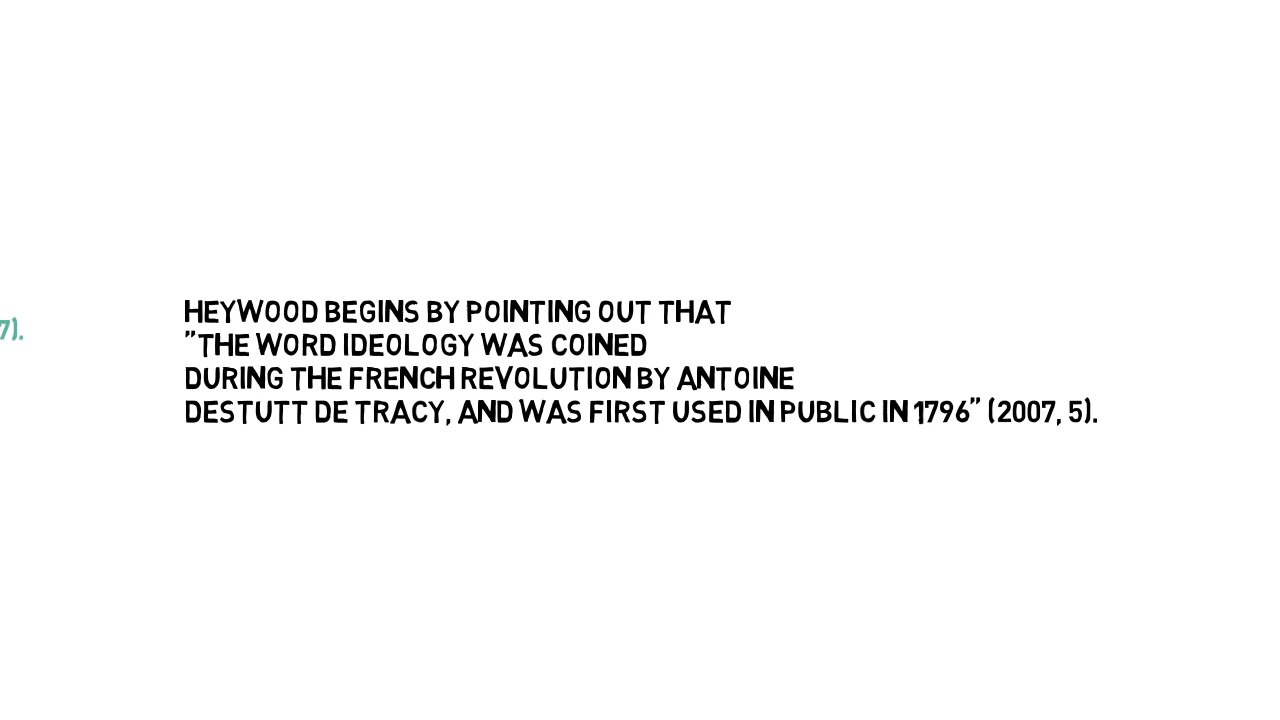 7).
HEYWOOD BEGINS BY POINTING OUT THAT
"THE WORD IDEOLOGY WAS COINED
DURING THE FRENCH REVOLUTION BY ANTOINE
DESTUTT DE TRACY, AND WAS FIRST USED IN PUBLIC IN 1796" (2007, 5).